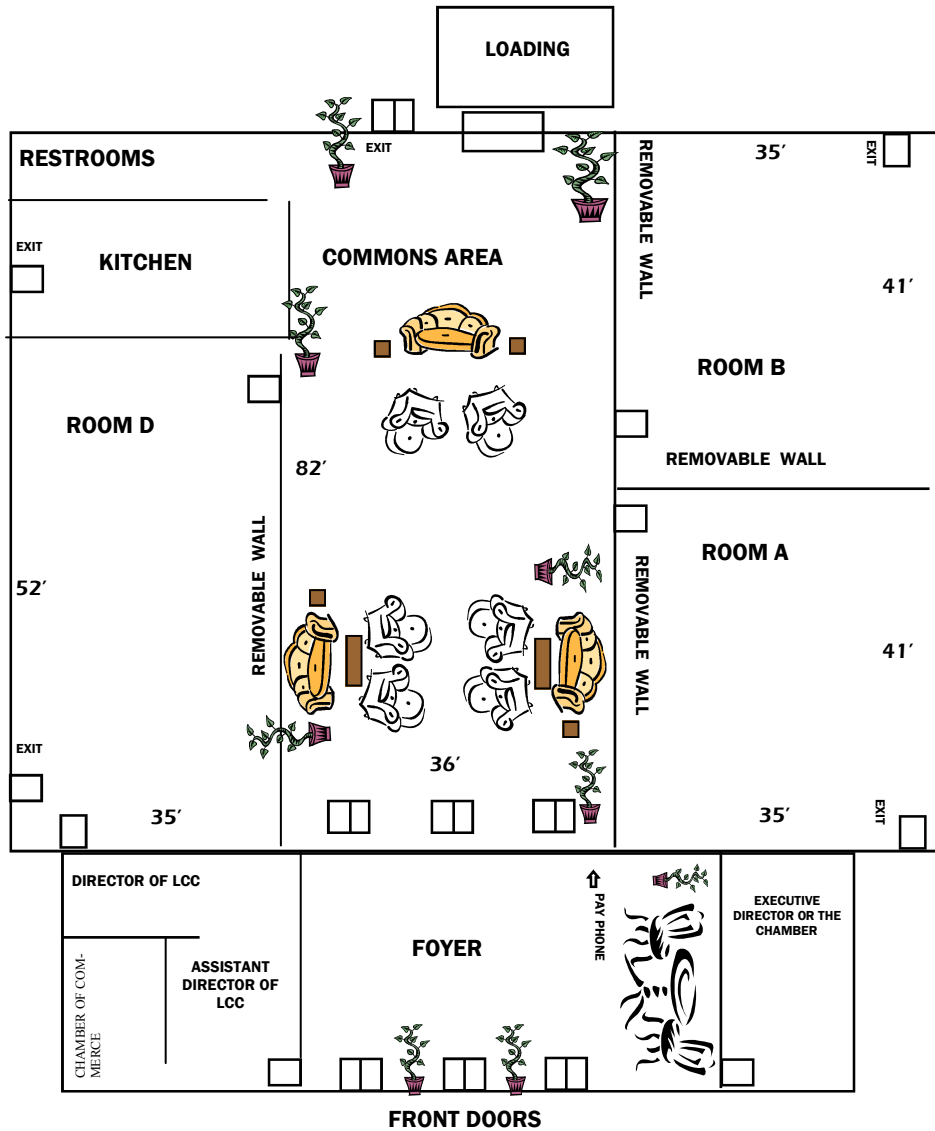 LOADING
EXIT
RESTROOMS
REMOVABLE WALL
35’
EXIT
EXIT
KITCHEN
COMMONS AREA
41’
ROOM B
ROOM D
82’
REMOVABLE WALL
REMOVABLE WALL
ROOM A
REMOVABLE WALL
52’
41’
EXIT
36’
35’
35’
EXIT
DIRECTOR OF LCC
PAY PHONE
EXECUTIVE
DIRECTOR OR THE
CHAMBER
FOYER
ASSISTANT
DIRECTOR OF
LCC
CHAMBER OF COM-
MERCE
FRONT DOORS